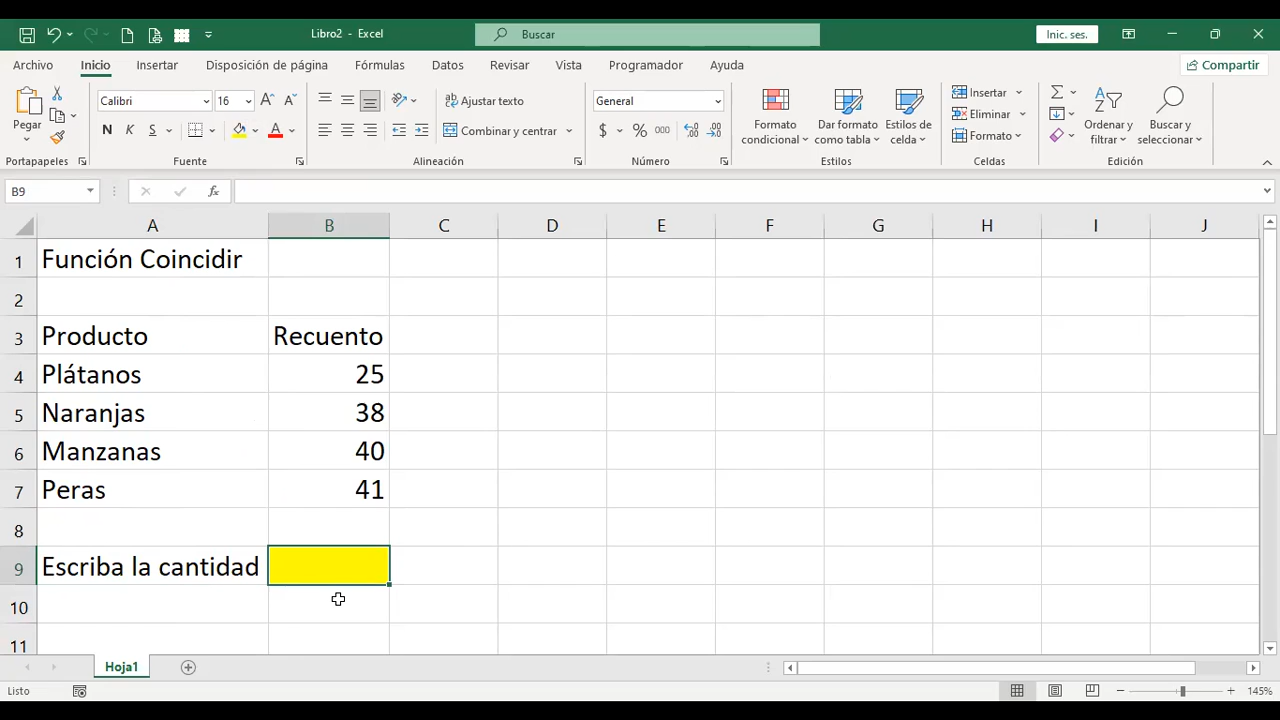 Libro2 - Excel
Buscar
Inic. ses.
Archivo
Inicio
Insertar
Disposición de página
Fórmulas
Datos
Revisar
Vista
Programador
Ayuda
Compartir
Pegar
Portapapeles
Calibri
16
N
K
S
Fuente
Ajustar texto
Combinar y centrar
Alineación
General
$ % 000
Número
Formato condicional
Dar formato como tabla
Estilos de celda
Estilos
Insertar
Eliminar
Formato
Celdas
Ordenar y filtrar
Buscar y seleccionar
Edición
B9
fx
A B C D E F G H I J
1 Función Coincidir
2
3 Producto Recuento
4 Plátanos 25
5 Naranjas 38
6 Manzanas 40
7 Peras 41
8
9 Escriba la cantidad
10
11
Hoja1
Listo
145%